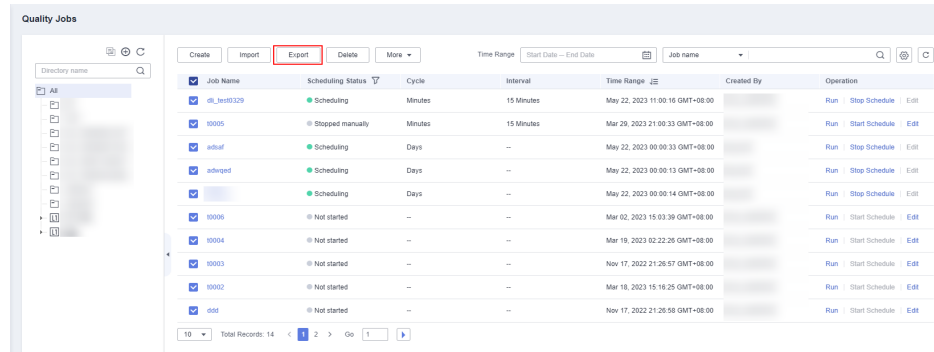 Quality Jobs
Create Import Export Delete More Time Range Start Date – End Date Job name
Directory name
All
Job Name Scheduling Status Cycle Interval Time Range Created By Operation
dli_test0329 Scheduling Minutes 15 Minutes May 22, 2023 11:00:16 GMT+08:00 Run Stop Schedule Edit
t0005 Stopped manually Minutes 15 Minutes Mar 29, 2023 21:00:33 GMT+08:00 Run Start Schedule Edit
adsaf Scheduling Days -- May 22, 2023 00:00:33 GMT+08:00 Run Stop Schedule Edit
adwqed Scheduling Days -- May 22, 2023 00:00:13 GMT+08:00 Run Stop Schedule Edit
Scheduling Days -- May 22, 2023 00:00:14 GMT+08:00 Run Stop Schedule Edit
t0006 Not started -- -- Mar 02, 2023 15:03:39 GMT+08:00 Run Start Schedule Edit
t0004 Not started -- -- Mar 19, 2023 02:22:26 GMT+08:00 Run Start Schedule Edit
t0003 Not started -- -- Nov 17, 2022 21:26:57 GMT+08:00 Run Start Schedule Edit
t0002 Not started -- -- Mar 18, 2023 15:16:25 GMT+08:00 Run Start Schedule Edit
ddd Not started -- -- Nov 17, 2022 21:26:58 GMT+08:00 Run Start Schedule Edit
10 Total Records: 14 < 1 2 > Go 1